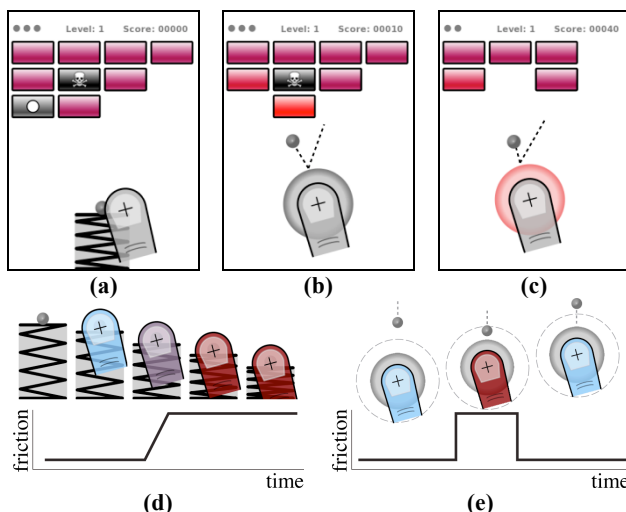 Level: 1 Score: 00000
Level: 1 Score: 00010
Level: 1 Score: 00040
(a)
(b)
(c)
friction
time
(d)
friction
time
(e)